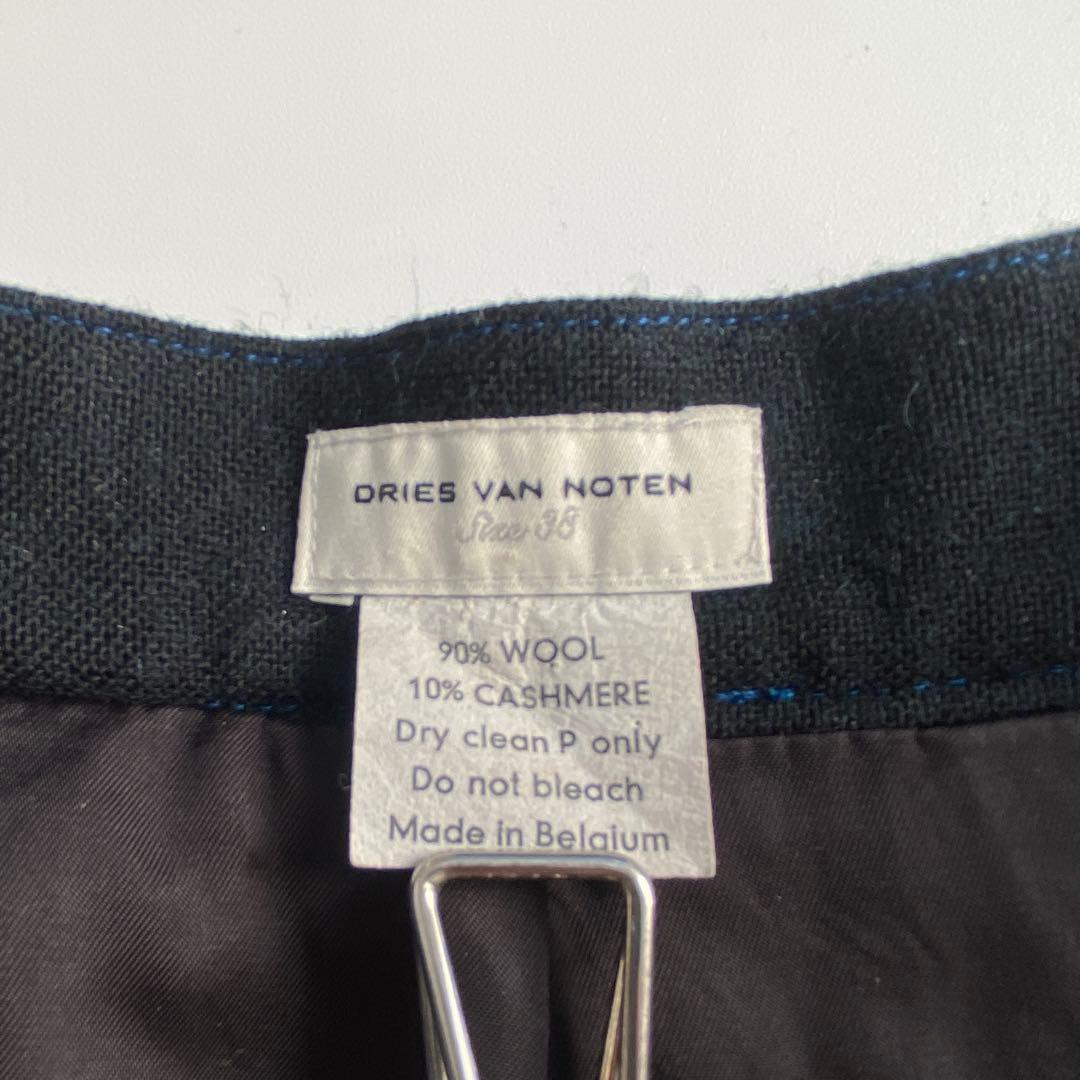 DRIES VAN NOTEN
Size 38
90% WOOL
10% CASHMERE
Dry clean P only
Do not bleach
Made in Belgium